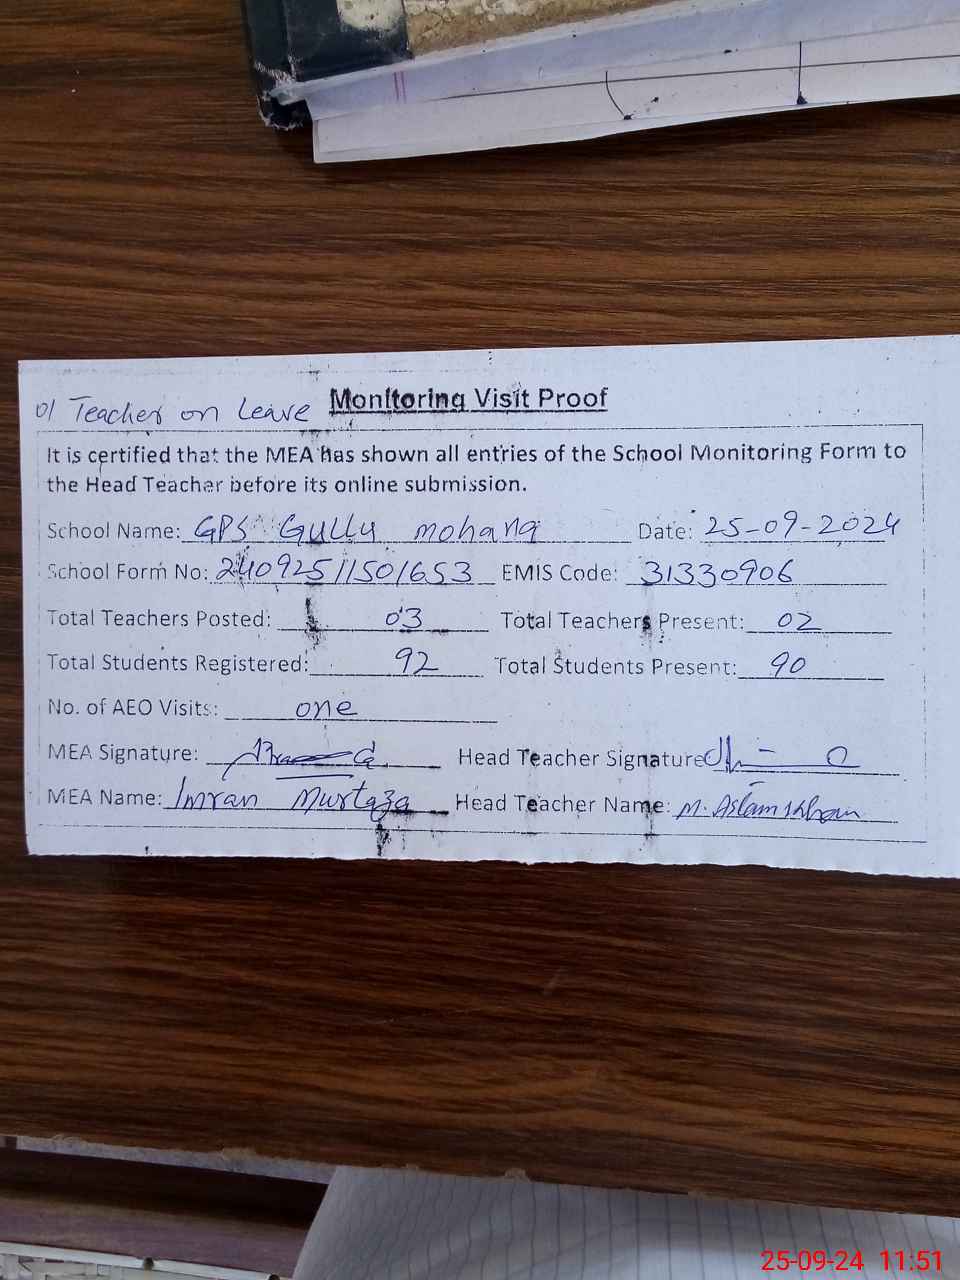 01 Teacher on Leave Monitoring Visit Proof
It is certified that the MEA has shown all entries of the School Monitoring Form to
the Head Teacher before its online submission.
School Name: GPS Gully mohang Date: 25-09-2024
School Form No: 24092511501653 EMIS Code: 31330906
Total Teachers Posted: 03 Total Teachers Present: 02
Total Students Registered: 92 Total Students Present: 90
No. of AEO Visits: one
MEA Signature: Head Teacher Signature
MEA Name: Imran Murtaza Head Teacher Name: M. Aslam Khan
25-09-24 11:51